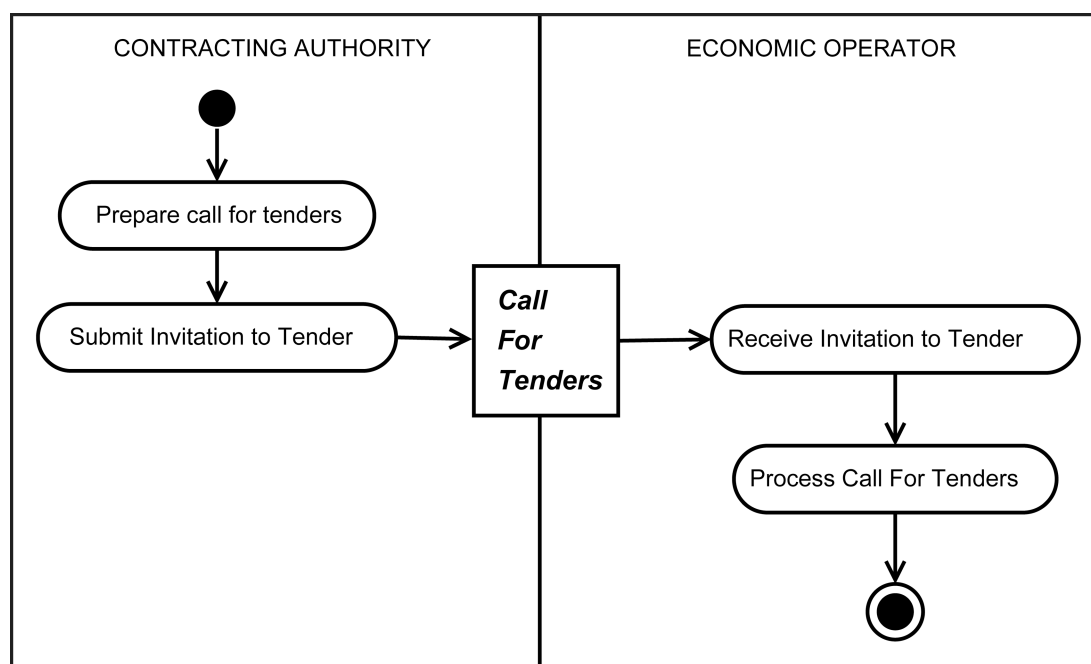 CONTRACTING AUTHORITY
ECONOMIC OPERATOR
Prepare call for tenders
Submit Invitation to Tender
Call
For
Tenders
Receive Invitation to Tender
Process Call For Tenders